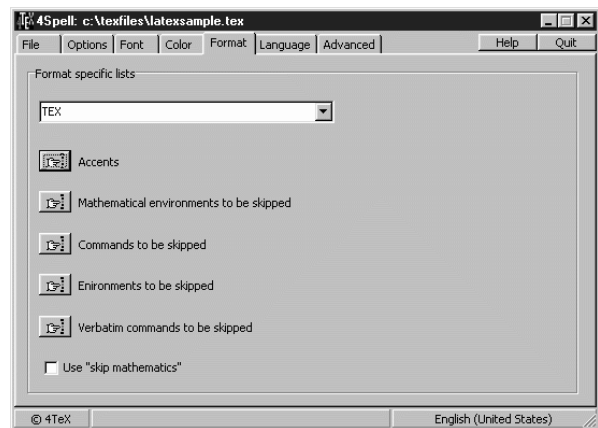 4Spell: c:\texfiles\latexsample.tex
File Options Font Color Format Language Advanced Help Quit
Format specific lists
TEX
Accents
Mathematical environments to be skipped
Commands to be skipped
Enironments to be skipped
Verbatim commands to be skipped
Use "skip mathematics"
© 4TeX English (United States)